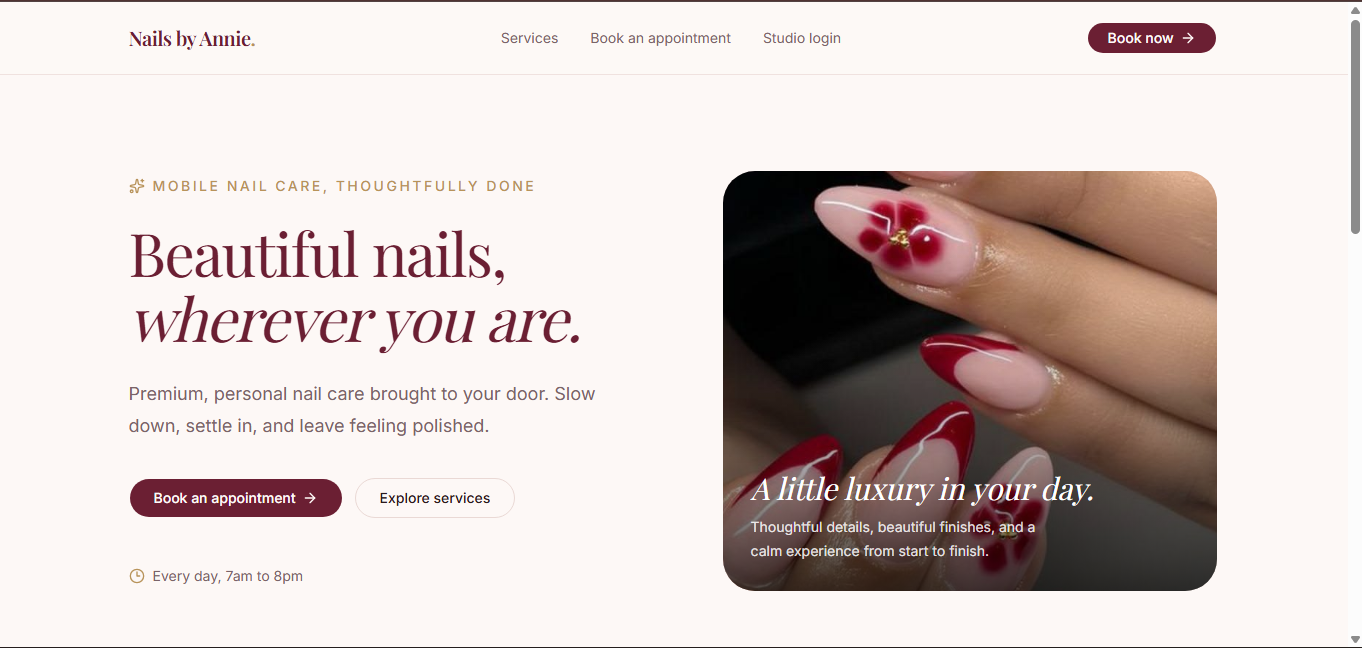 Nails by Annie.
Services
Book an appointment
Studio login
Book now
MOBILE NAIL CARE, THOUGHTFULLY DONE
Beautiful nails,
wherever you are.
Premium, personal nail care brought to your door. Slow
down, settle in, and leave feeling polished.
Book an appointment
Explore services
Every day, 7am to 8pm
A little luxury in your day.
Thoughtful details, beautiful finishes, and a
calm experience from start to finish.